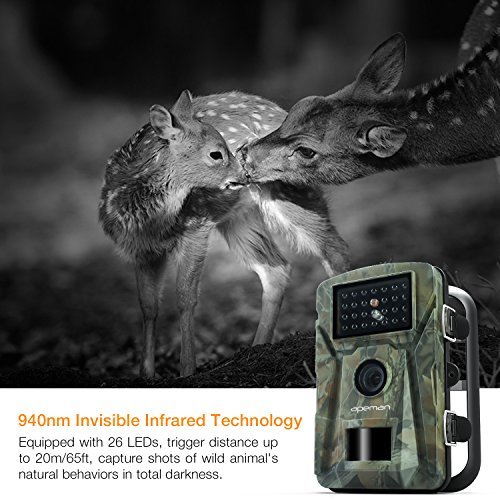 apeman
940nm Invisible Infrared Technology
Equipped with 26 LEDs, trigger distance up
to 20m/65ft, capture shots of wild animal's
natural behaviors in total darkness.